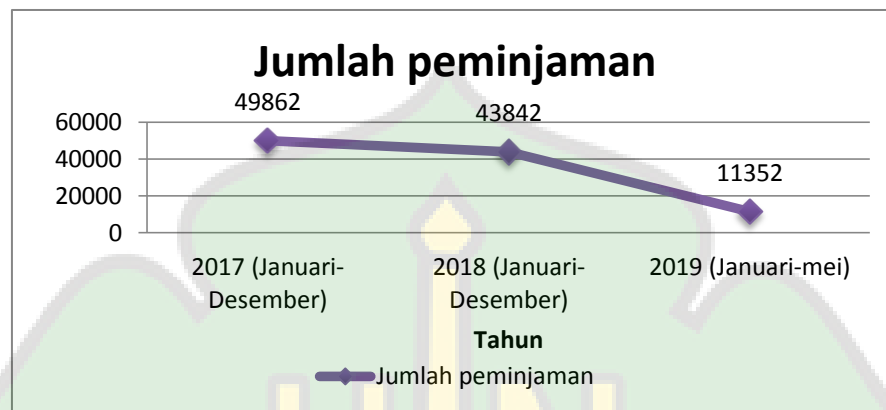 Jumlah peminjaman
49862
43842
11352
60000
40000
20000
0
2017 (Januari-
Desember)
2018 (Januari-
Desember)
2019 (Januari-mei)
Tahun
Jumlah peminjaman